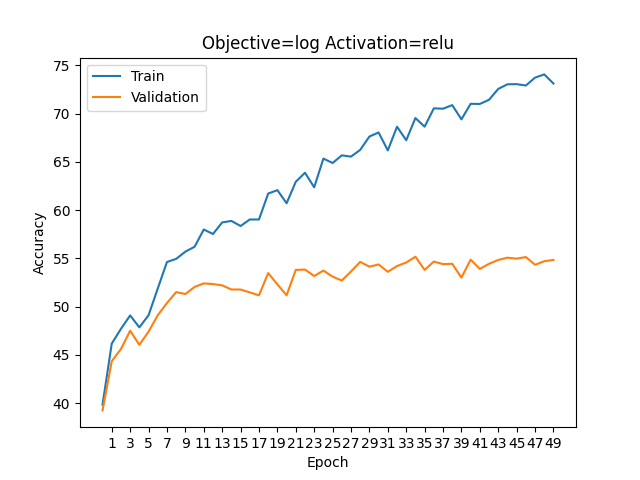 Objective=log Activation=relu
Train
Validation
75
70
65
60
55
50
45
40
Accuracy
1 3 5 7 9 11 13 15 17 19 21 23 25 27 29 31 33 35 37 39 41 43 45 47 49
Epoch